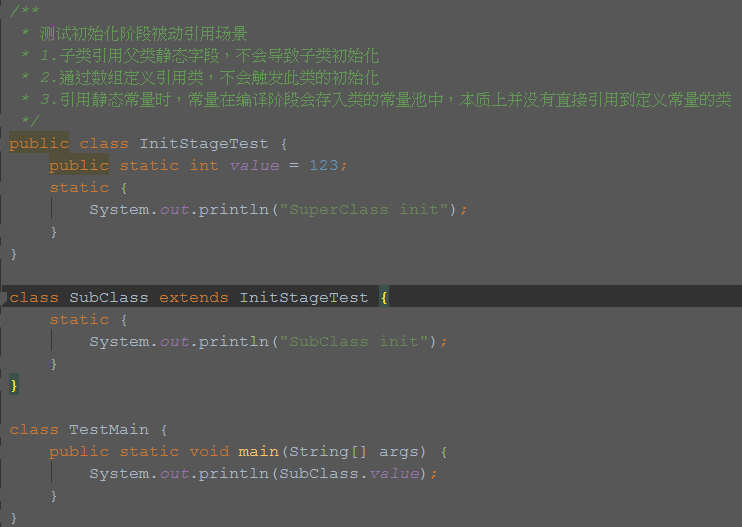 /**
 * 测试初始化阶段被动引用场景
 * 1.子类引用父类静态字段，不会导致子类初始化
 * 2.通过数组定义引用类，不会触发此类的初始化
 * 3.引用静态常量时，常量在编译阶段会存入类的常量池中，本质上并没有直接引用到定义常量的类
 */
public class InitStageTest {
    public static int value = 123;
    static {
        System.out.println("SuperClass init");
    }
}
class SubClass extends InitStageTest {
    static {
        System.out.println("SubClass init");
    }
}
class TestMain {
    public static void main(String[] args) {
        System.out.println(SubClass.value);
    }
}